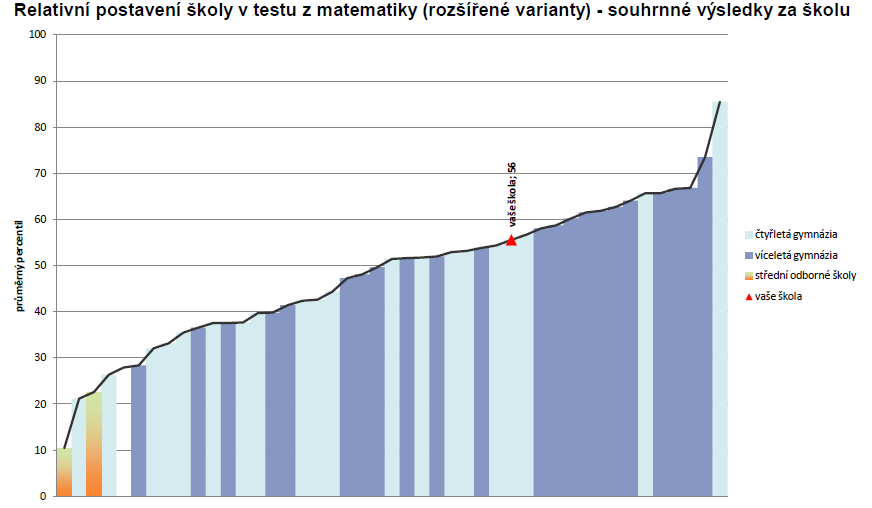 Relativní postavení školy v testu z matematiky (rozšířené varianty) - souhrnné výsledky za školu
100
90
80
70
60
50
40
30
20
10
0
průměrný percentil
vaše škola; 56
čtyřletá gymnázia
víceletá gymnázia
střední odborné školy
vaše škola